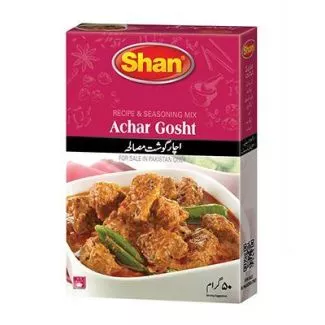 Shan
RECIPE & SEASONING MIX
Achar Gosht
اچار گوشت مصالحہ
FOR SALE IN PAKISTAN ONLY
۵۰ گرام